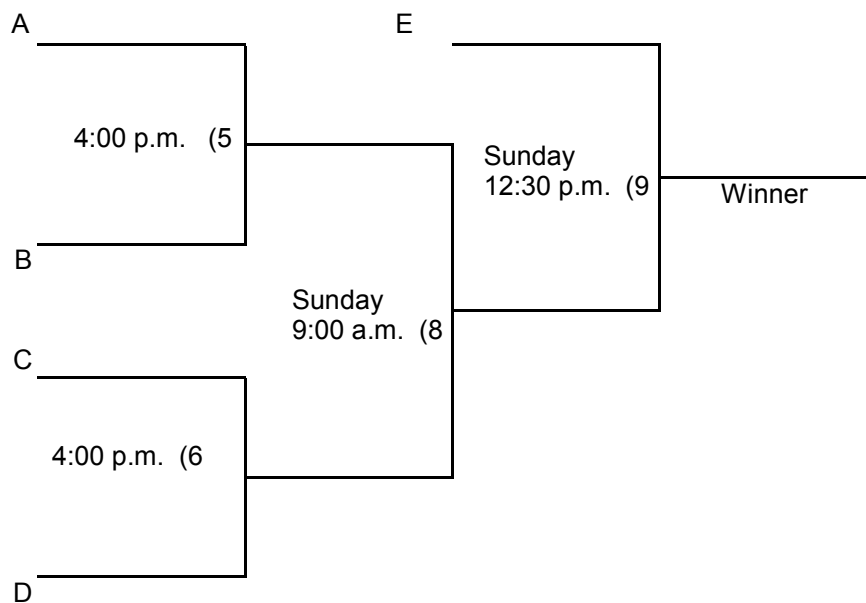 A
E
4:00 p.m. (5
Sunday
12:30 p.m. (9
Winner
B
Sunday
9:00 a.m. (8
C
4:00 p.m. (6
D